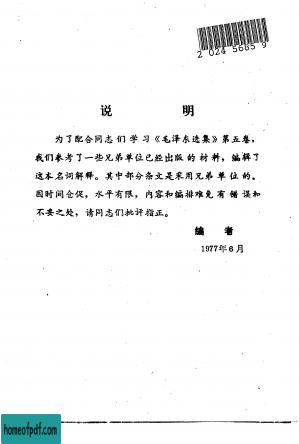 2024 5685 9
说 明
为了配合同志们学习《毛泽东选集》第五卷，
我们参考了一些兄弟单位已经出版的材料，编辑了
这本名词解释。其中部分条文是采用兄弟单位的。
因时间仓促，水平有限，内容和编排难免有错误和
不妥之处，请同志们批评指正。
编 者
1977年6月
homeofpdf.com